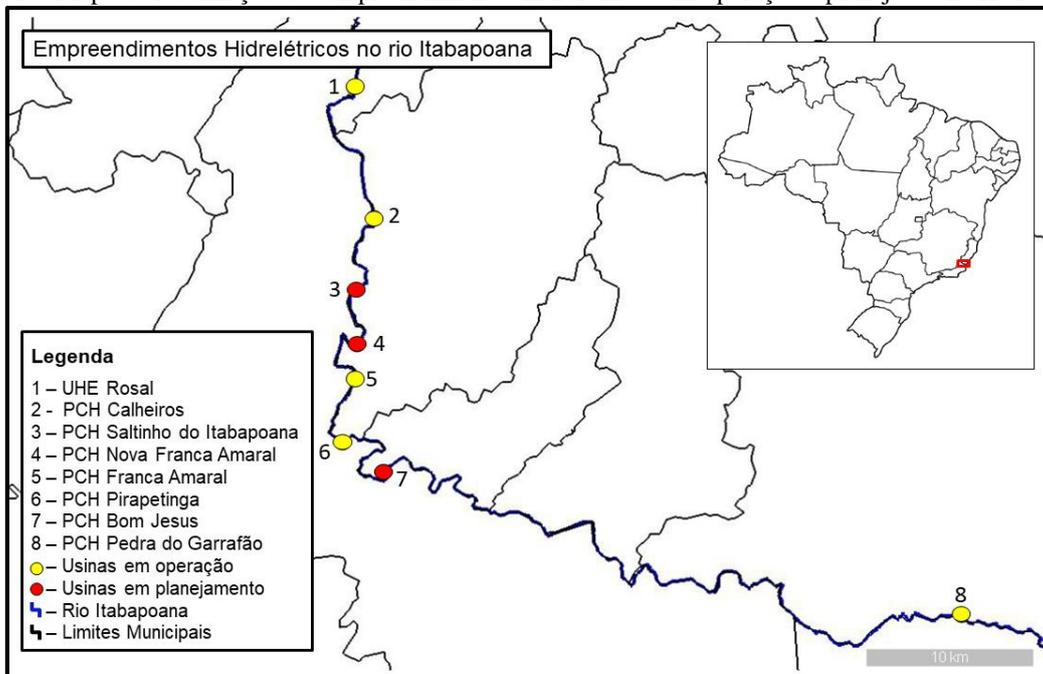 Empreendimentos Hidrelétricos no rio Itabapoana
1
2
3
4
5
6
7
8
Legenda
1 – UHE Rosal
2 - PCH Calheiros
3 – PCH Saltinho do Itabapoana
4 – PCH Nova Franca Amaral
5 – PCH Franca Amaral
6 – PCH Pirapetinga
7 – PCH Bom Jesus
8 – PCH Pedra do Garrafão
– Usinas em operação
– Usinas em planejamento
– Rio Itabapoana
– Limites Municipais
10 km